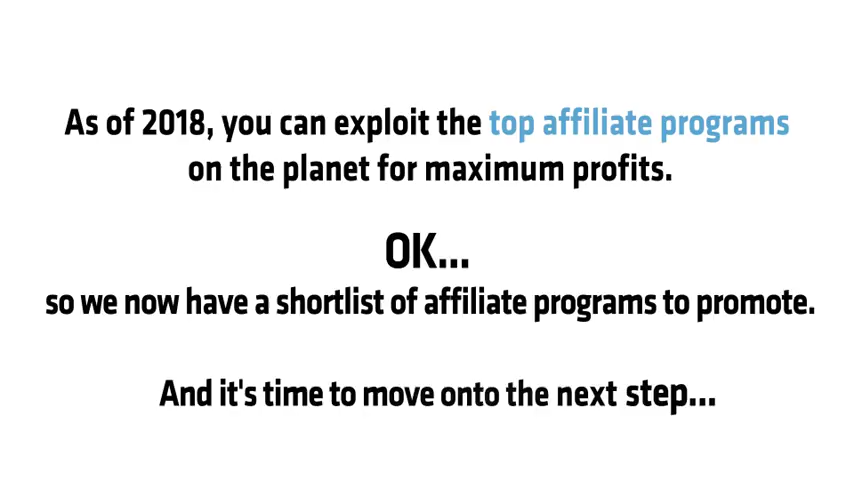 As of 2018, you can exploit the top affiliate programs
on the planet for maximum profits.
OK...
so we now have a shortlist of affiliate programs to promote.
And it's time to move onto the next step...